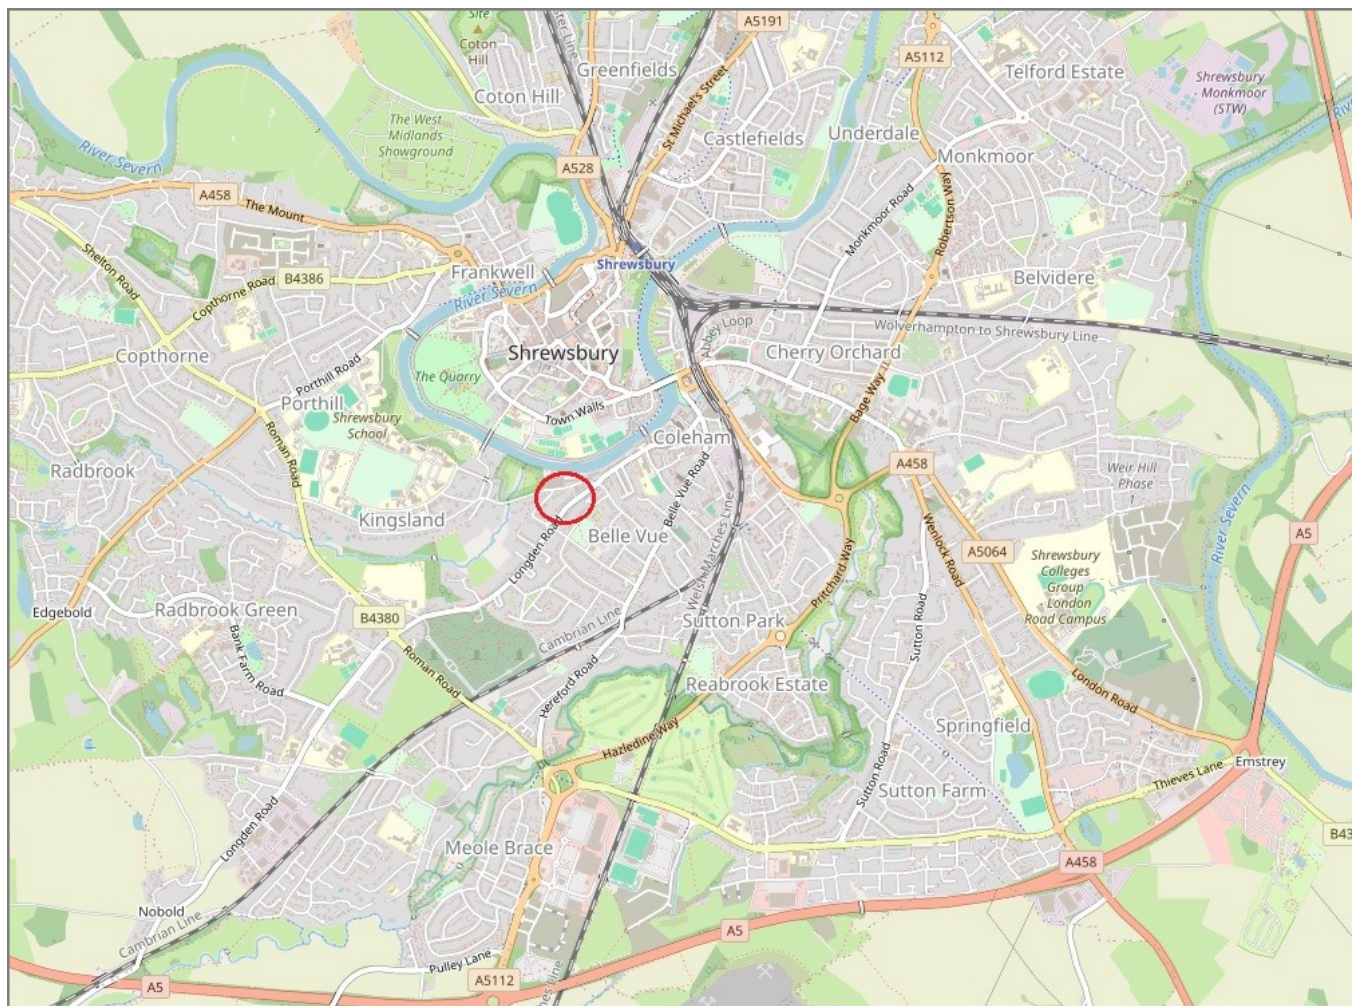 Site
Coton
Hill
Greenfields
A5191
A5112
Telford Estate
Shrewsbury
- Monkmoor
(STW)
Coton Hill
St Michael's Street
The West
Midlands
Showground
Castlefields
Underdale
Monkmoor
River Severn
A528
A458
The Mount
Monkmoor Road
Robertson Way
Shelton Road
Copthorne Road
B4386
Frankwell
Shrewsbury
Belvidere
River Severn
Abbey Loop
Wolverhampton to Shrewsbury Line
Copthorne
Porthill Road
Shrewsbury
Cherry Orchard
The Quarry
Porthill
Shrewsbury
School
Town Walls
Bage Way
Coleham
Radbrook
Roman Road
Belle Vue Road
A458
Weir Hill
Phase
1
Kingsland
Longden Road
Belle Vue
Welsh Marches Line
Wenlock Road
River Severn
A5
A5064
Shrewsbury
Colleges
Group
London
Road Campus
Pritchard Way
Edgebold
Radbrook Green
B4380
Cambrian Line
Sutton Park
Sutton Road
Bank Farm Road
Roman Road
Hereford Road
Reabrook Estate
London Road
Hazledine Way
Springfield
Sutton Road
Thieves Lane
Emstrey
Sutton Farm
Longden Road
Meole Brace
A458
Nobold
Cambrian Line
A5
Pulley Lane
A5
A5112